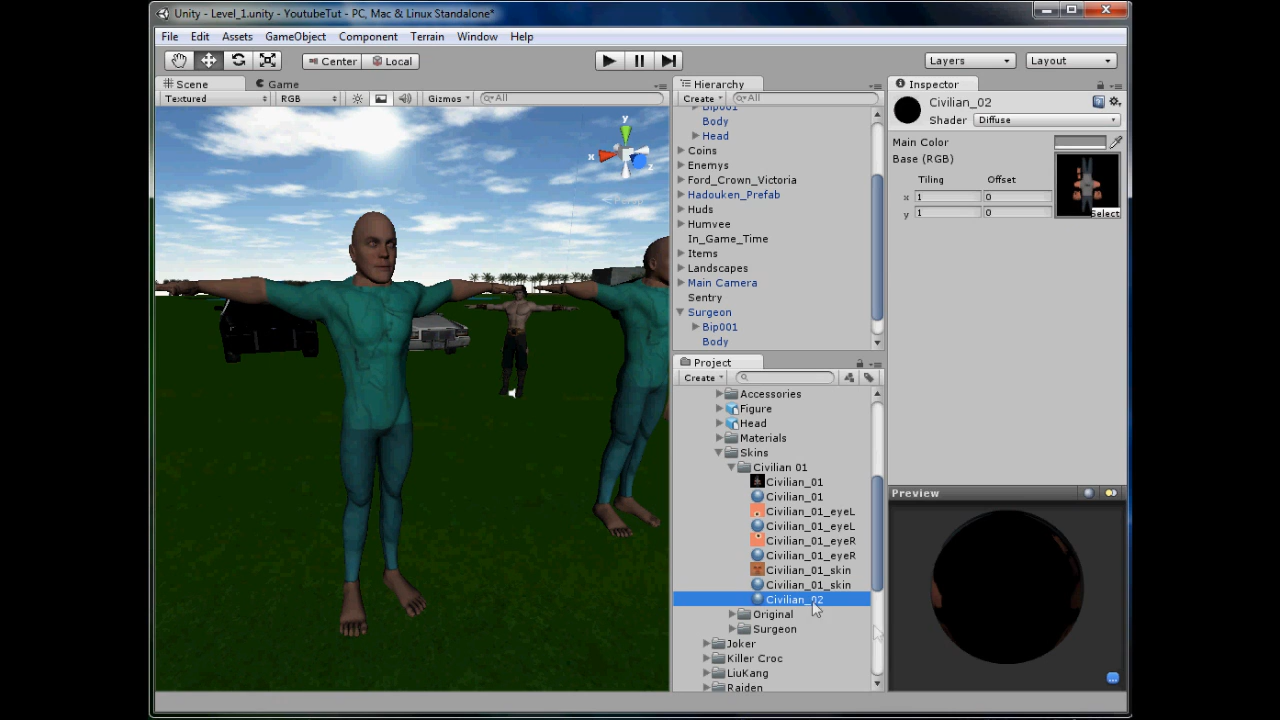 Unity - Level_1.unity - YoutubeTut - PC, Mac & Linux Standalone*
File Edit Assets GameObject Component Terrain Window Help
Center Local Layers Layout
Scene Game
Textured RGB Gizmos All
y
x
z
Hierarchy
Create All
Bip001
Body
Head
Coins
Enemys
Ford_Crown_Victoria
Hadouken_Prefab
Huds
Humvee
In_Game_Time
Items
Landscapes
Main Camera
Sentry
Surgeon
Bip001
Body
Project
Create
Accessories
Figure
Head
Materials
Skins
Civilian 01
Civilian_01
Civilian_01
Civilian_01_eyeL
Civilian_01_eyeL
Civilian_01_eyeR
Civilian_01_eyeR
Civilian_01_skin
Civilian_01_skin
Civilian_02
Original
Surgeon
Joker
Killer Croc
LiuKang
Raiden
Inspector
Civilian_02
Shader Diffuse
Main Color
Base (RGB)
Tiling Offset
x 1 0
y 1 0
Select
Preview